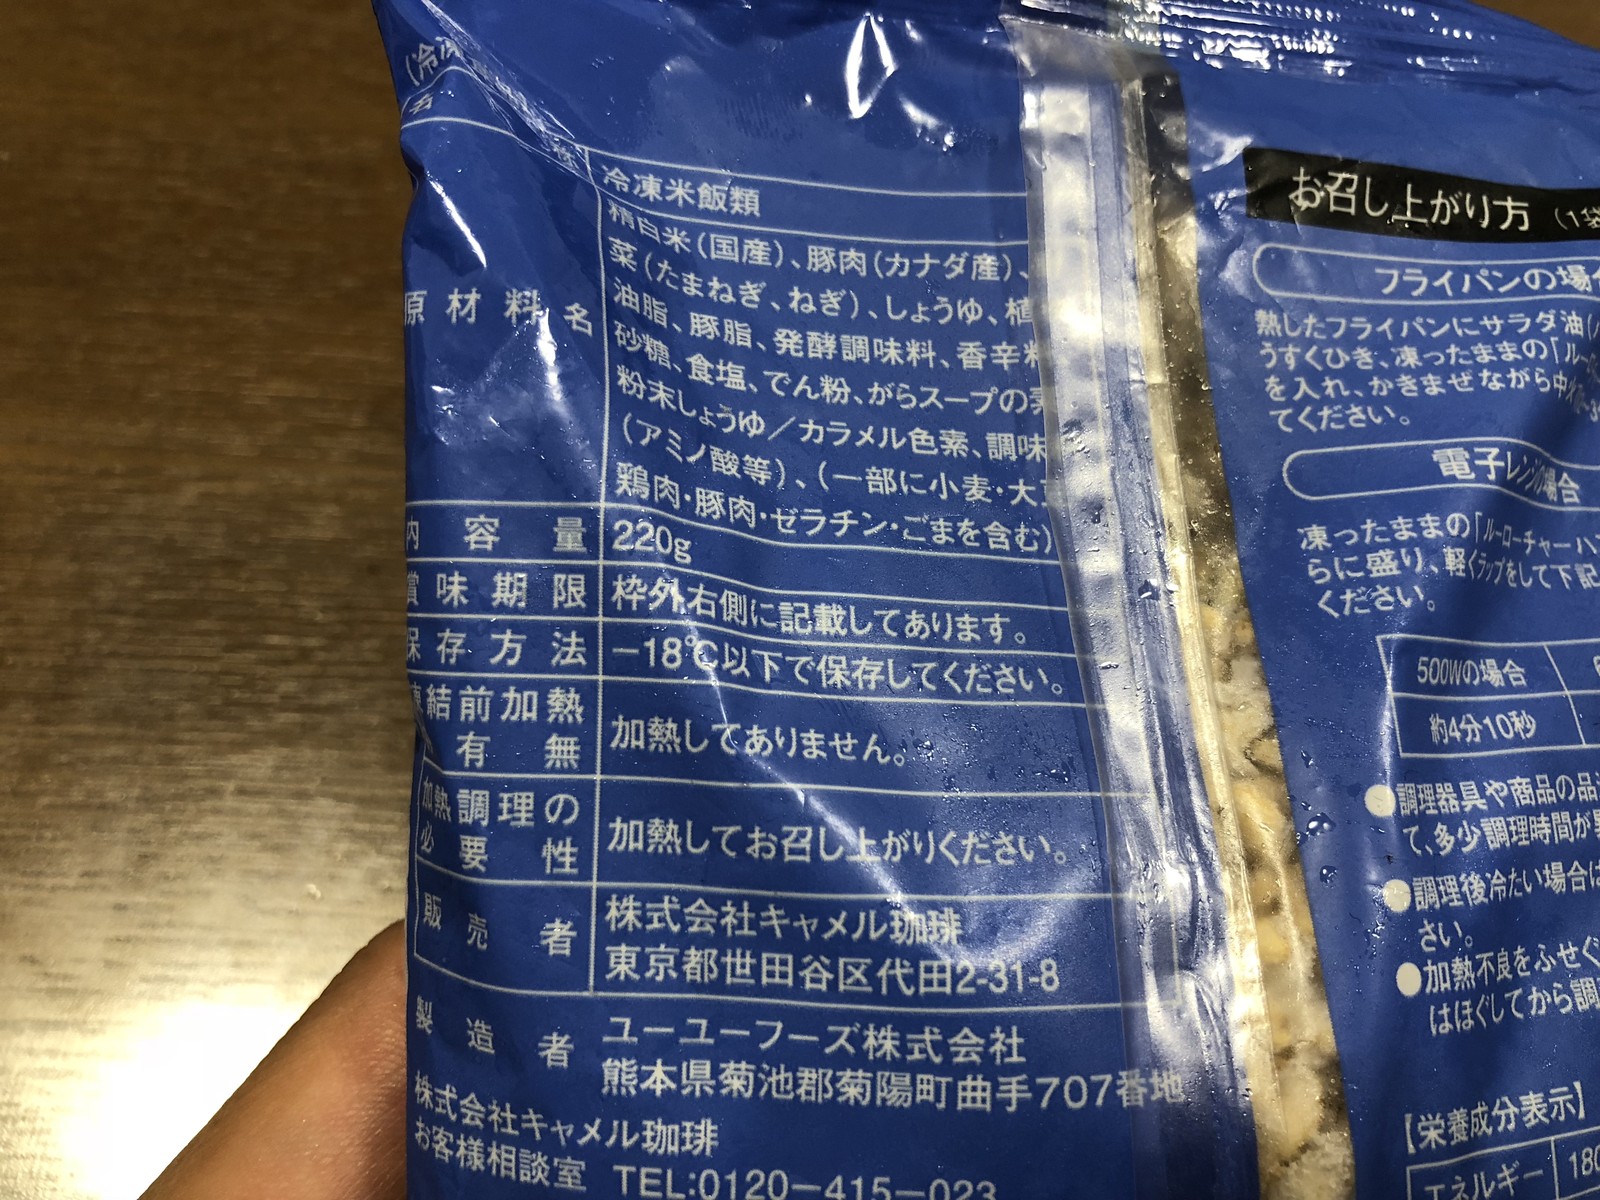 (冷凍
名 称
冷凍米飯類
原材料名
精白米(国産)、豚肉(カナダ産)、
菜(たまねぎ、ねぎ)、しょうゆ、植
油脂、豚脂、発酵調味料、香辛料
砂糖、食塩、でん粉、がらスープの素
粉末しょうゆ/カラメル色素、調味
(アミノ酸等)、(一部に小麦・大
鶏肉・豚肉・ゼラチン・ごまを含む)
内容量
220g
賞味期限
枠外右側に記載してあります。
保存方法
−18℃以下で保存してください。
凍結前加熱
有無
加熱してありません。
加熱調理の
必要性
加熱してお召し上がりください。
販売者
株式会社キャメル珈琲
東京都世田谷区代田2-31-8
製造者
ユーユーフーズ株式会社
熊本県菊池郡菊陽町曲手707番地
株式会社キャメル珈琲
お客様相談室 TEL:0120−415−023
お召し上がり方 (1袋
フライパンの場合
熱したフライパンにサラダ油(
うすくひき、凍ったままの「ルーロー
を入れ、かきまぜながら中火
てください。
電子レンジの場合
凍ったままの「ルーローチャーハン
らに盛り、軽くラップをして下記
ください。
500Wの場合
約4分10秒
●調理器具や商品の品温
て、多少調理時間が異
●調理後冷たい場合は
さい。
●加熱不良をふせぐ
はほぐしてから調
【栄養成分表示】
エネルギー 180